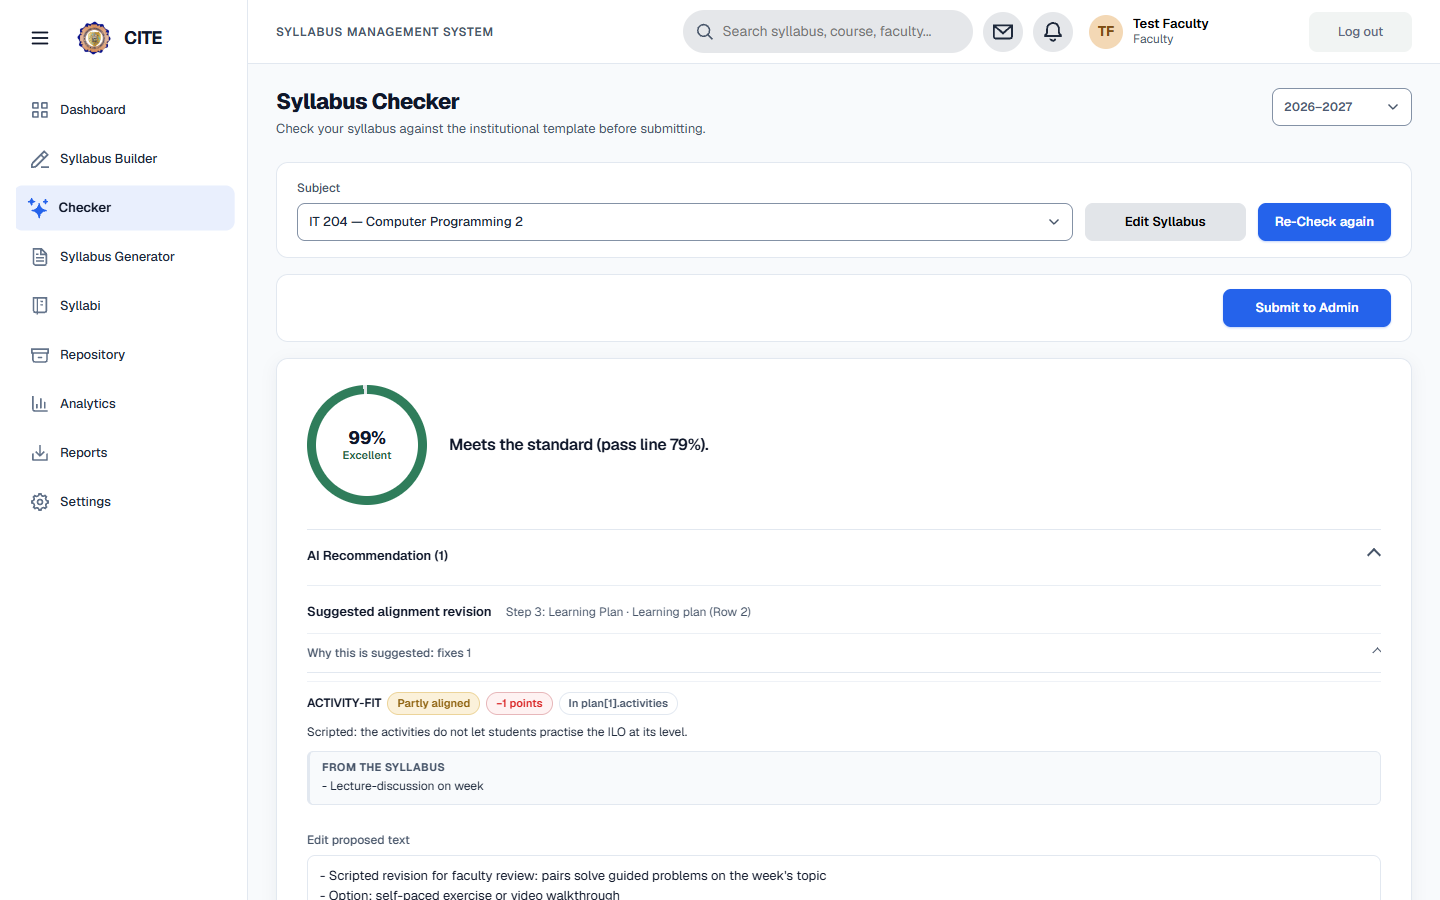 CITE
SYLLABUS MANAGEMENT SYSTEM
Search syllabus, course, faculty...
TF
Test Faculty
Faculty
Log out
Dashboard
Syllabus Builder
Checker
Syllabus Generator
Syllabi
Repository
Analytics
Reports
Settings
Syllabus Checker
Check your syllabus against the institutional template before submitting.
2026–2027
Subject
IT 204 — Computer Programming 2
Edit Syllabus
Re-Check again
Submit to Admin
99%
Excellent
Meets the standard (pass line 79%).
AI Recommendation (1)
Suggested alignment revision Step 3: Learning Plan · Learning plan (Row 2)
Why this is suggested: fixes 1
ACTIVITY-FIT Partly aligned −1 points In plan[1].activities
Scripted: the activities do not let students practise the ILO at its level.
FROM THE SYLLABUS
- Lecture-discussion on week
Edit proposed text
- Scripted revision for faculty review: pairs solve guided problems on the week's topic
- Option: self-paced exercise or video walkthrough